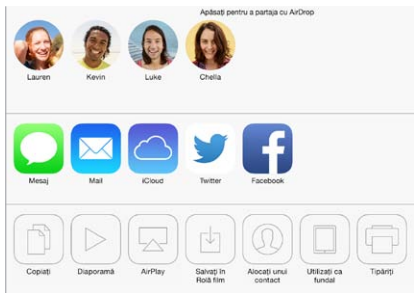 Apăsați pentru a partaja cu AirDrop
Lauren Kevin Luke Chella
Mesaj Mail iCloud Twitter Facebook
Copiați Diaporamă AirPlay Salvați în Rolă film Alocați unui contact Utilizați ca fundal Tipăriți